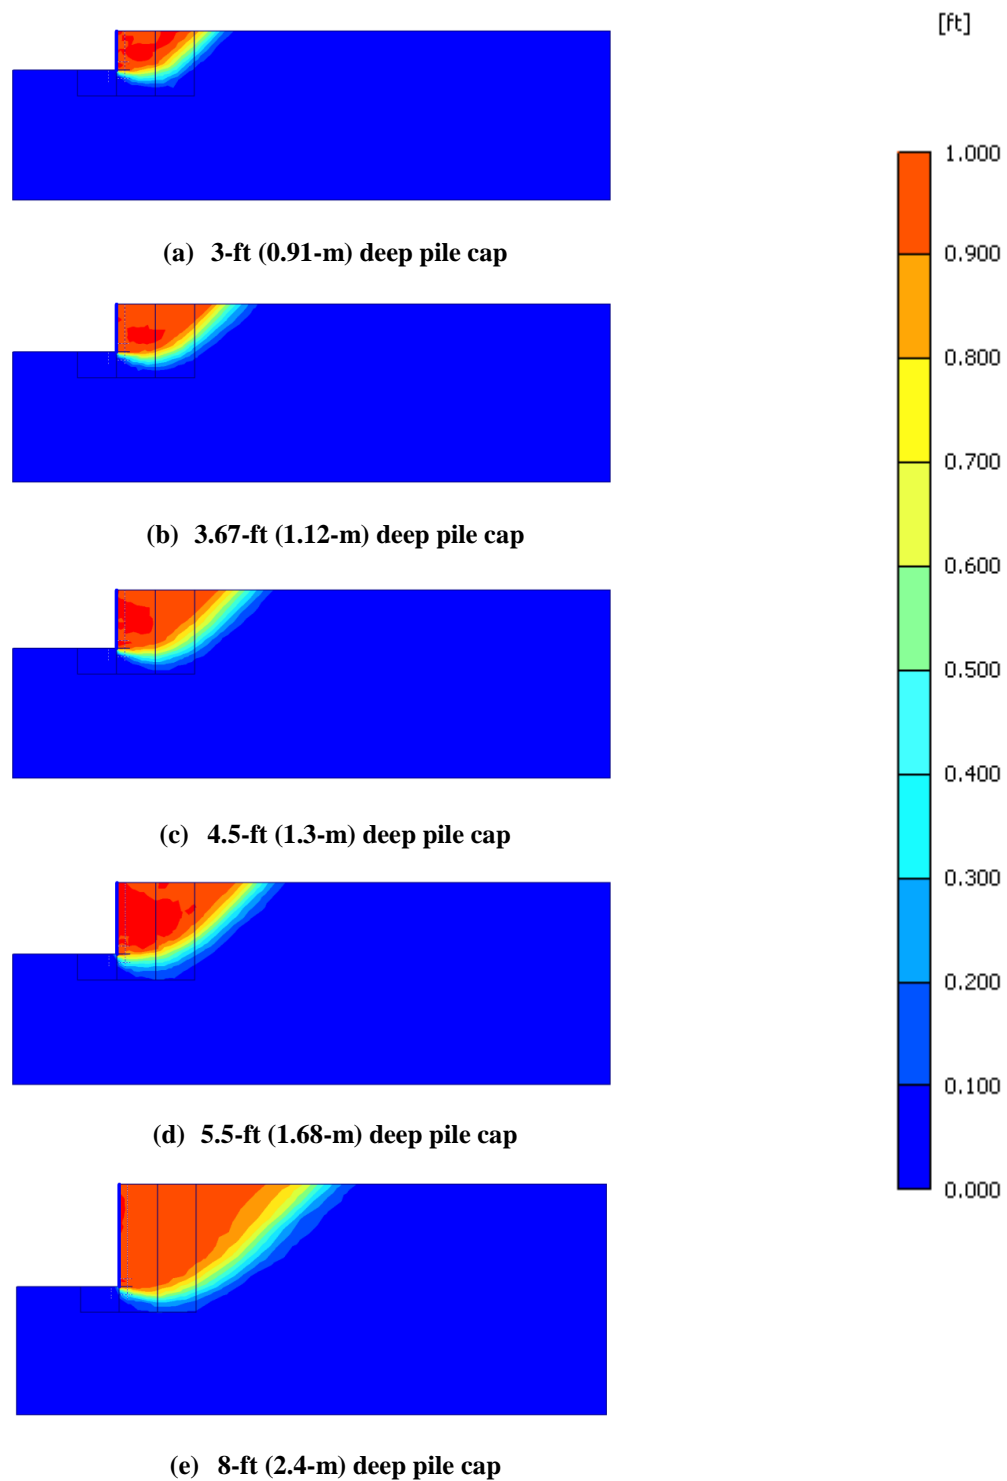 [ft]
1.000
0.900
0.800
0.700
0.600
0.500
0.400
0.300
0.200
0.100
0.000
(a) 3-ft (0.91-m) deep pile cap
(b) 3.67-ft (1.12-m) deep pile cap
(c) 4.5-ft (1.3-m) deep pile cap
(d) 5.5-ft (1.68-m) deep pile cap
(e) 8-ft (2.4-m) deep pile cap